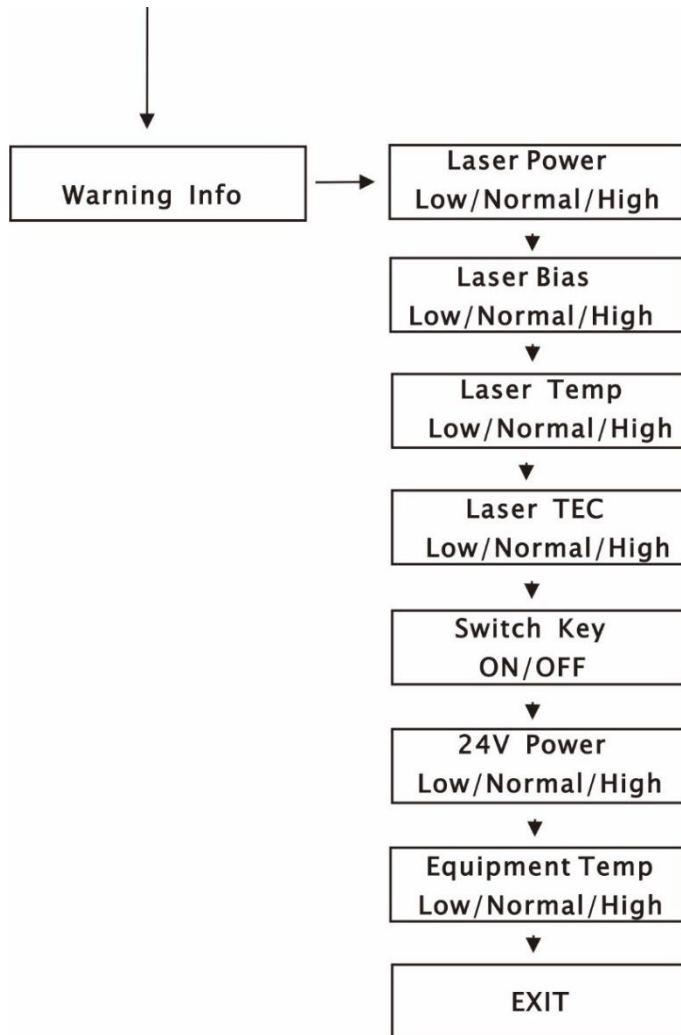 Warning Info
Laser Power
Low/Normal/High
Laser Bias
Low/Normal/High
Laser Temp
Low/Normal/High
Laser TEC
Low/Normal/High
Switch Key
ON/OFF
24V Power
Low/Normal/High
Equipment Temp
Low/Normal/High
EXIT